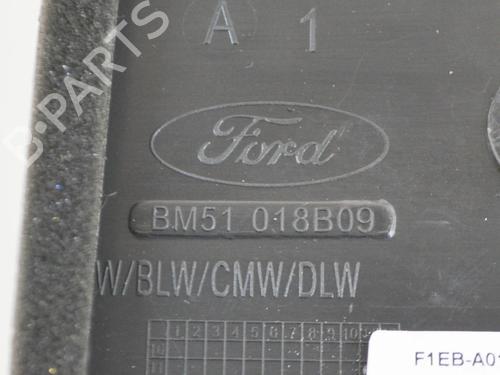 A 1
B-PARTS
Ford
BM51 018B09
W/BLW/CMW/DLW
1 2 3 4 5 6 7 8 9 10
F1EB-A01